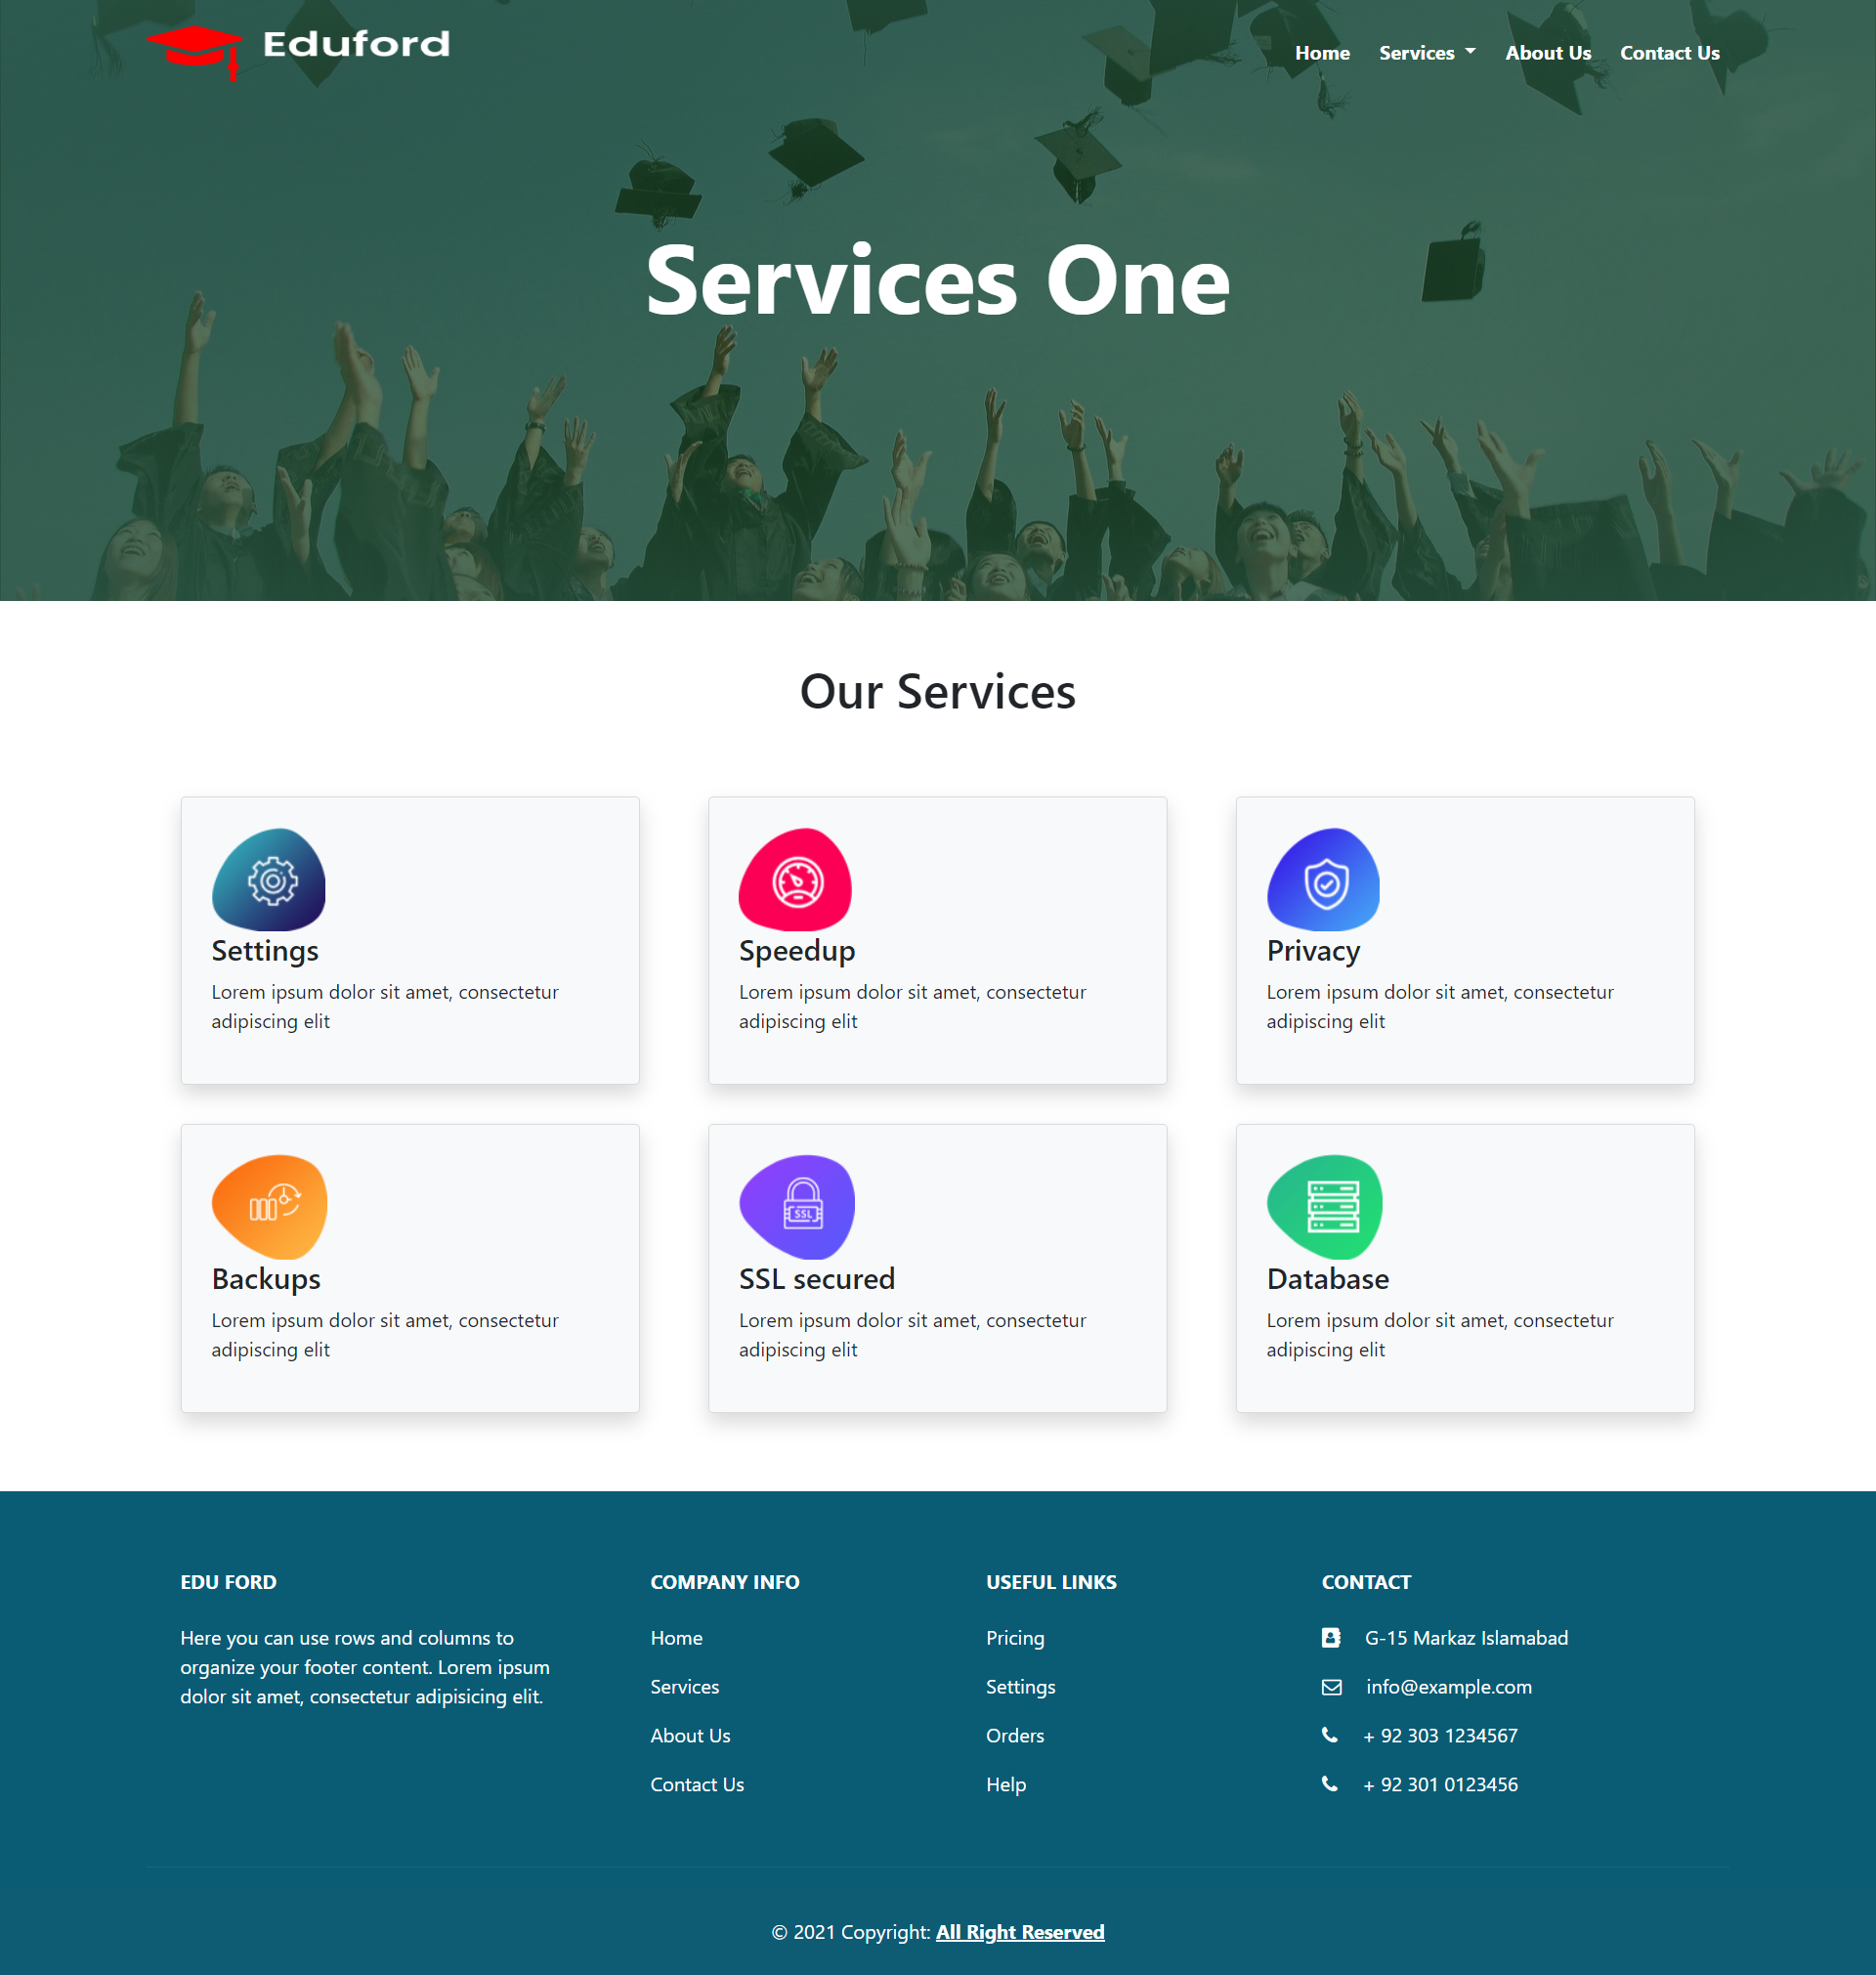 Eduford
Home Services About Us Contact Us
Services One
Our Services
Settings
Lorem ipsum dolor sit amet, consectetur
adipiscing elit
Speedup
Lorem ipsum dolor sit amet, consectetur
adipiscing elit
Privacy
Lorem ipsum dolor sit amet, consectetur
adipiscing elit
Backups
Lorem ipsum dolor sit amet, consectetur
adipiscing elit
SSL
SSL secured
Lorem ipsum dolor sit amet, consectetur
adipiscing elit
Database
Lorem ipsum dolor sit amet, consectetur
adipiscing elit
EDU FORD
Here you can use rows and columns to
organize your footer content. Lorem ipsum
dolor sit amet, consectetur adipisicing elit.
COMPANY INFO
Home
Services
About Us
Contact Us
USEFUL LINKS
Pricing
Settings
Orders
Help
CONTACT
G-15 Markaz Islamabad
info@example.com
+ 92 303 1234567
+ 92 301 0123456
© 2021 Copyright: All Right Reserved